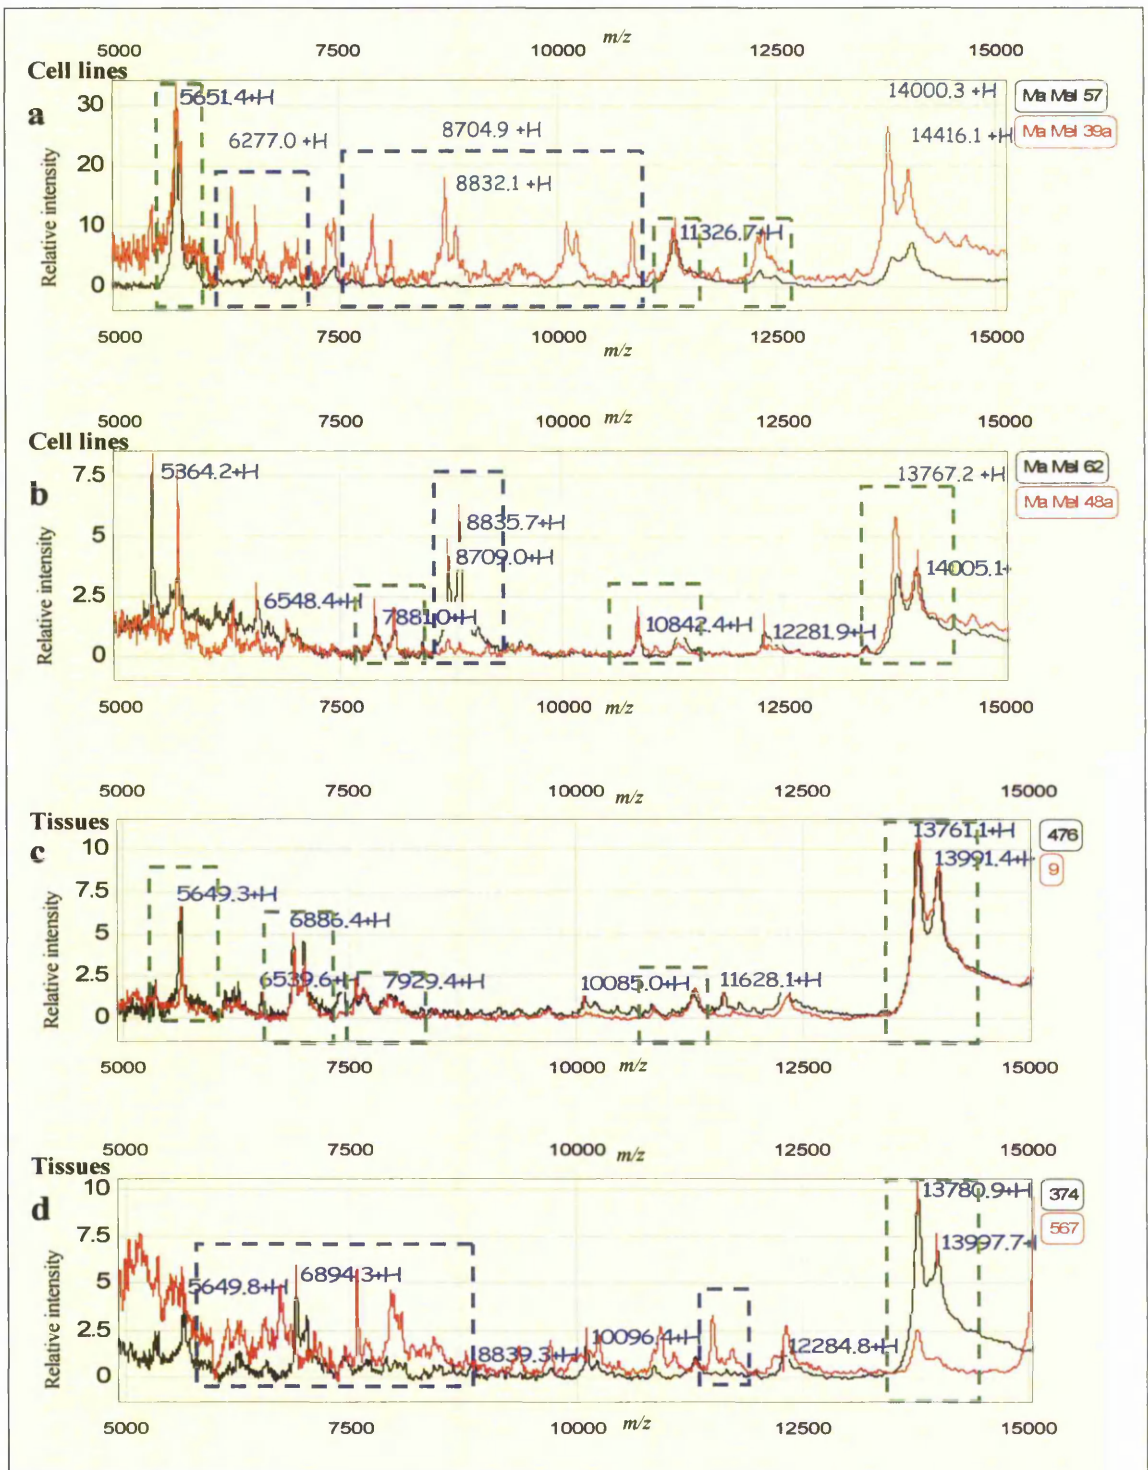 5000 7500 10000 m/z 12500 15000
Cell lines
a
Relative intensity
30
20
10
0
5651.4+H
6277.0 +H
8704.9 +H
8832.1 +H
11326.7+H
14000.3 +H
14416.1 +H
Ma Mel 57
Ma Mel 39a
5000 7500 10000 12500 15000
m/z
5000 7500 10000 m/z 12500 15000
Cell lines
b
Relative intensity
7.5
5
2.5
0
5364.2+H
6548.4+H
7881.0+H
8835.7+H
8709.0+H
10842.4+H
12281.9+H
13767.2 +H
14005.1+
Ma Mel 62
Ma Mel 48a
5000 7500 10000 m/z 12500 15000
5000 7500 10000 m/z 12500 15000
Tissues
c
Relative intensity
10
7.5
5
2.5
0
5649.3+H
6886.4+H
6539.6+H
7929.4+H
10085.0+H
11628.1+H
13761.1+H
13991.4+H
476
9
5000 7500 10000 m/z 12500 15000
5000 7500 10000 m/z 12500 15000
Tissues
d
Relative intensity
10
7.5
5
2.5
0
5649.8+H
6894.3+H
8839.3+H
10096.4+H
12284.8+H
13780.9+H
13997.7+H
374
567
5000 7500 10000 m/z 12500 15000